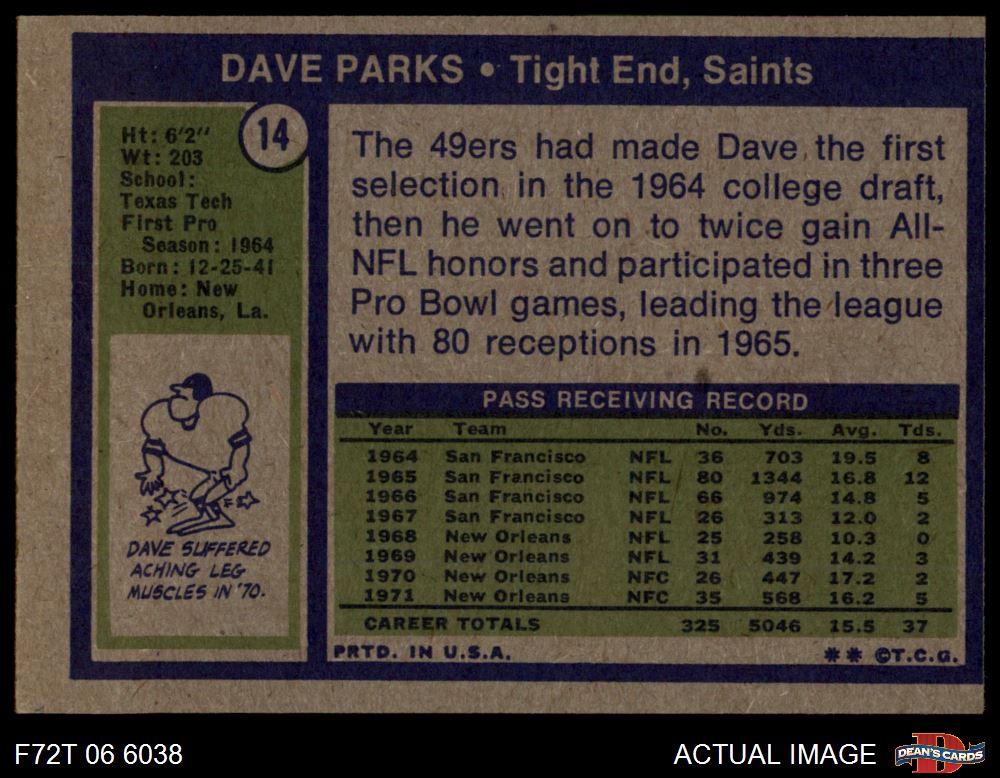 DAVE PARKS • Tight End, Saints
14
Ht: 6'2"
Wt: 203
School:
Texas Tech
First Pro
Season: 1964
Born: 12-25-41
Home: New
Orleans, La.
DAVE SUFFERED
ACHING LEG
MUSCLES IN '70.
The 49ers had made Dave the first
selection in the 1964 college draft,
then he went on to twice gain All-
NFL honors and participated in three
Pro Bowl games, leading the league
with 80 receptions in 1965.
PASS RECEIVING RECORD
Year Team No. Yds. Avg. Tds.
1964 San Francisco NFL 36 703 19.5 8
1965 San Francisco NFL 80 1344 16.8 12
1966 San Francisco NFL 66 974 14.8 5
1967 San Francisco NFL 26 313 12.0 2
1968 New Orleans NFL 25 258 10.3 0
1969 New Orleans NFL 31 439 14.2 3
1970 New Orleans NFC 26 447 17.2 2
1971 New Orleans NFC 35 568 16.2 5
CAREER TOTALS 325 5046 15.5 37
PRTD. IN U.S.A. ** ©T.C.G.
F72T 06 6038 ACTUAL IMAGE D DEAN'S CARDS